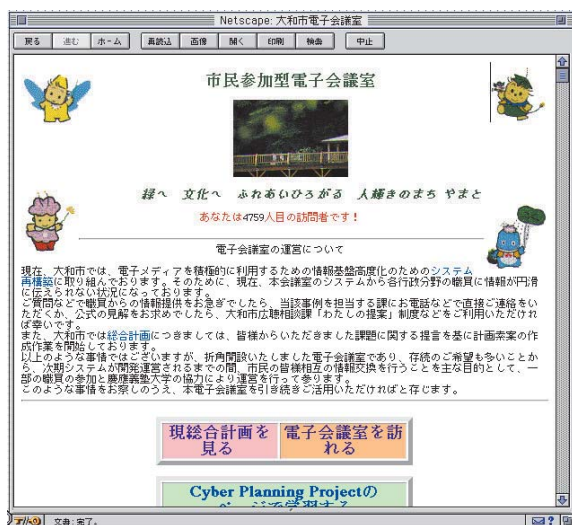 Netscape: 大和市電子会議室
戻る 進む ホーム 再読込 画像 開く 印刷 検索 中止
市民参加型電子会議室
緑へ 文化へ ふれあいひろがる 人輝きのまち やまと
あなたは4759人目の訪問者です！
電子会議室の運営について
現在、大和市では、電子メディアを積極的に利用するための情報基盤高度化のためのシステム
再構築に取り組んでおります。そのために、現在、本会議室のシステムから各行政分野の職員に情報が円滑
に伝えられない状況になっております。
ご質問などで職員からの情報提供をお急ぎでしたら、当該事例を担当する課にお電話などで直接ご連絡をい
ただくか、公式の見解をお求めでしたら、大和市広聴相談課「わたしの提案」制度などをご利用いただけれ
ば幸いです。
また、大和市では総合計画につきましては、皆様からいただきました課題に関する提言を基に計画素案の作
成作業を開始しております。
以上のような事情ではございますが、折角開設いたしました電子会議室であり、存続のご希望も多いことか
ら、次期システムが開発運営されるまでの間、市民の皆様相互の情報交換を行うことを主な目的として、一
部の職員の参加と慶應義塾大学の協力により運営を行って参ります。
このような事情をお察しのうえ、本電子会議室を引き続きご活用いただければと存じます。
現総合計画を
見る
電子会議室を訪
れる
Cyber Planning Projectの
ページで学習する
文書: 完了。